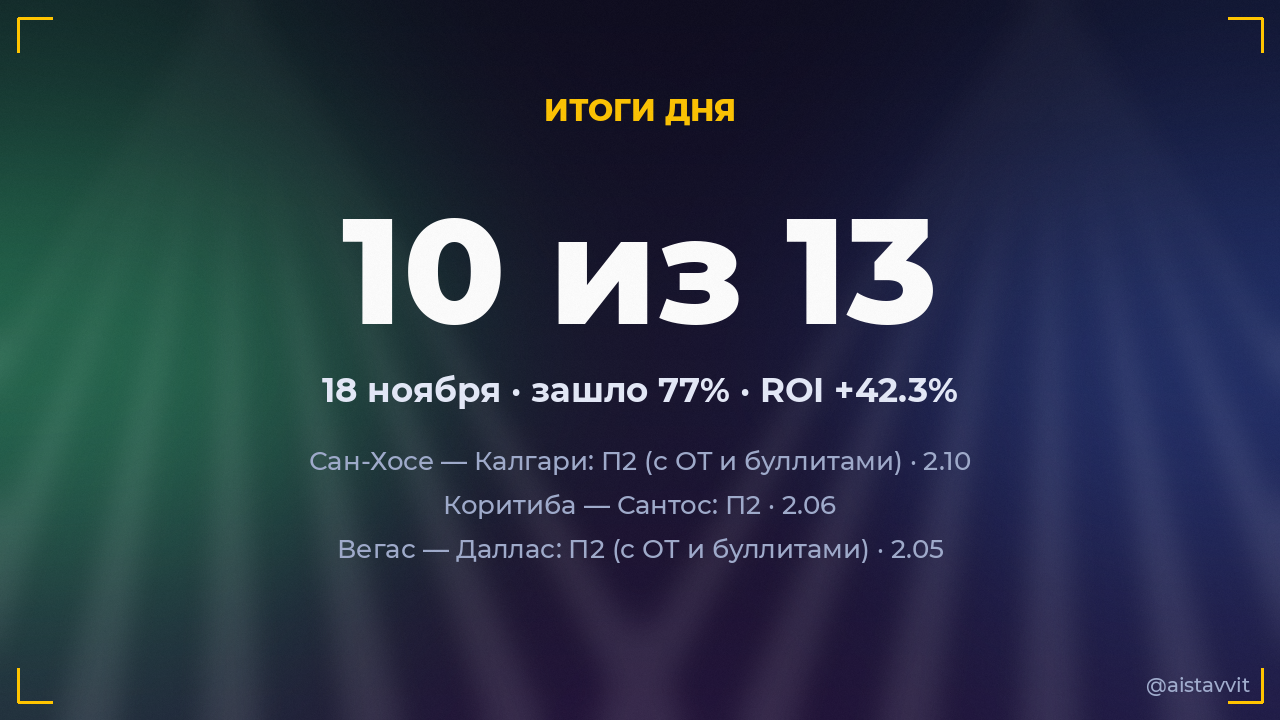 ИТОГИ ДНЯ
10 из 13
18 ноября · зашло 77% · ROI +42.3%
Сан-Хосе — Калгари: П2 (с ОТ и буллитами) · 2.10
Коритиба — Сантос: П2 · 2.06
Вегас — Даллас: П2 (с ОТ и буллитами) · 2.05
@aistavvit